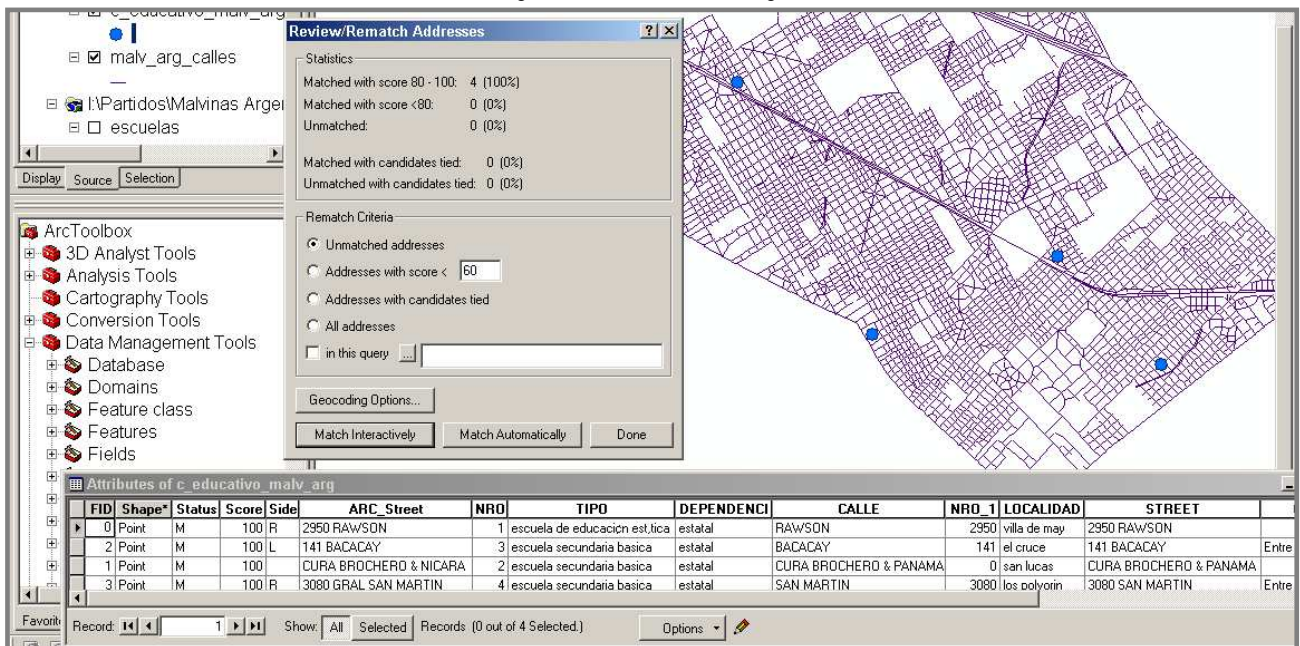 c_educativo_malv_arg
malv_arg_calles
I:\Partidos\Malvinas Arger
escuelas
Display Source Selection
ArcToolbox
3D Analyst Tools
Analysis Tools
Cartography Tools
Conversion Tools
Data Management Tools
Database
Domains
Feature class
Features
Fields
Favorit
Review/Rematch Addresses
Statistics
Matched with score 80 - 100: 4 (100%)
Matched with score <80: 0 (0%)
Unmatched: 0 (0%)
Matched with candidates tied: 0 (0%)
Unmatched with candidates tied: 0 (0%)
Rematch Criteria
Unmatched addresses
Addresses with score < 60
Addresses with candidates tied
All addresses
in this query ...
Geocoding Options...
Match Interactively Match Automatically Done
Attributes of c_educativo_malv_arg
FID Shape* Status Score Side ARC_Street NRO TIPO DEPENDENCI CALLE NRO_1 LOCALIDAD STREET
0 Point M 100 R 2950 RAWSON 1 escuela de educación est,tica estatal RAWSON 2950 villa de may 2950 RAWSON
2 Point M 100 L 141 BACACAY 3 escuela secundaria basica estatal BACACAY 141 el cruce 141 BACACAY Entre
1 Point M 100 CURA BROCHERO & NICARA 2 escuela secundaria basica estatal CURA BROCHERO & PANAMA 0 san lucas CURA BROCHERO & PANAMA
3 Point M 100 R 3080 GRAL SAN MARTIN 4 escuela secundaria basica estatal SAN MARTIN 3080 los polvorin 3080 SAN MARTIN Entre
Record: 1 Show: All Selected Records (0 out of 4 Selected.) Options